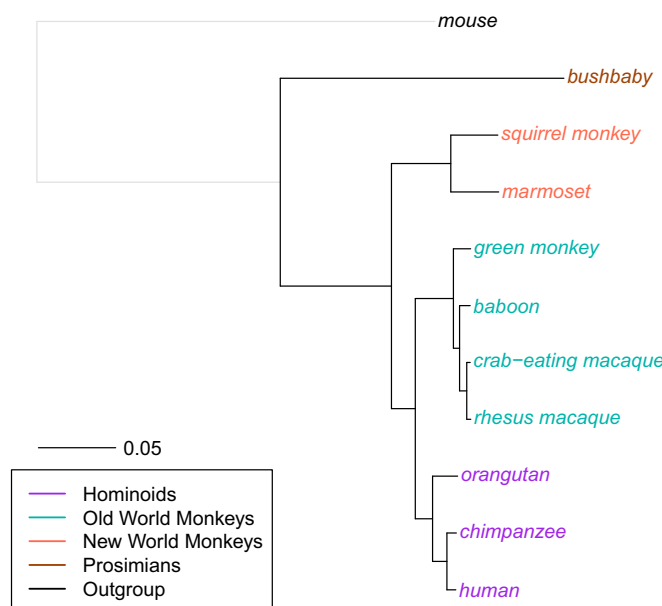 mouse
bushbaby
squirrel monkey
marmoset
green monkey
baboon
crab−eating macaque
rhesus macaque
0.05
orangutan
chimpanzee
human
Hominoids
Old World Monkeys
New World Monkeys
Prosimians
Outgroup